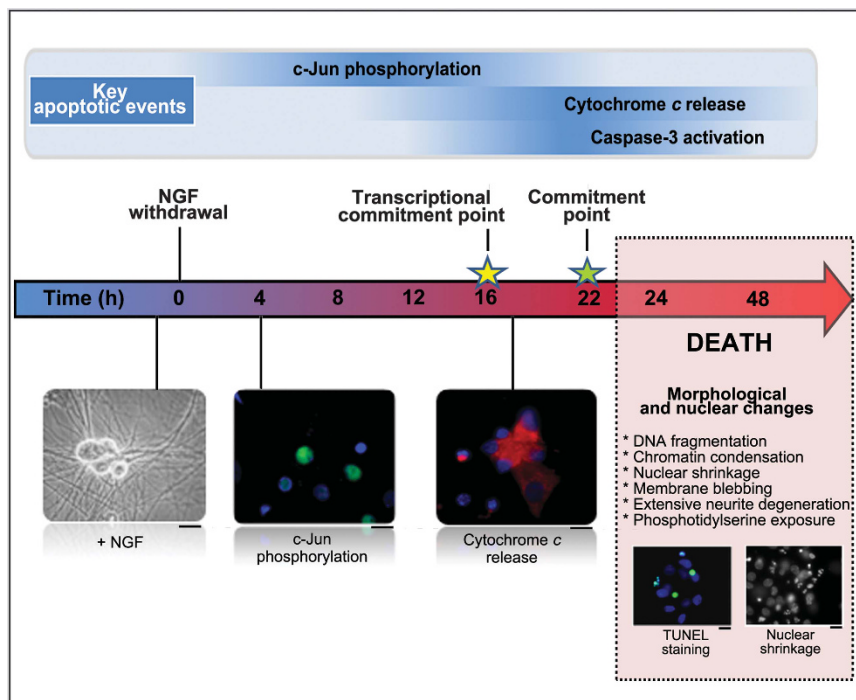 Key
apoptotic events
c-Jun phosphorylation
Cytochrome c release
Caspase-3 activation
NGF
withdrawal
Transcriptional
commitment point
Commitment
point
Time (h) 0 4 8 12 16 22 24 48
DEATH
Morphological
and nuclear changes
* DNA fragmentation
* Chromatin condensation
* Nuclear shrinkage
* Membrane blebbing
* Extensive neurite degeneration
* Phosphotidylserine exposure
+ NGF
c-Jun
phosphorylation
Cytochrome c
release
TUNEL
staining
Nuclear
shrinkage